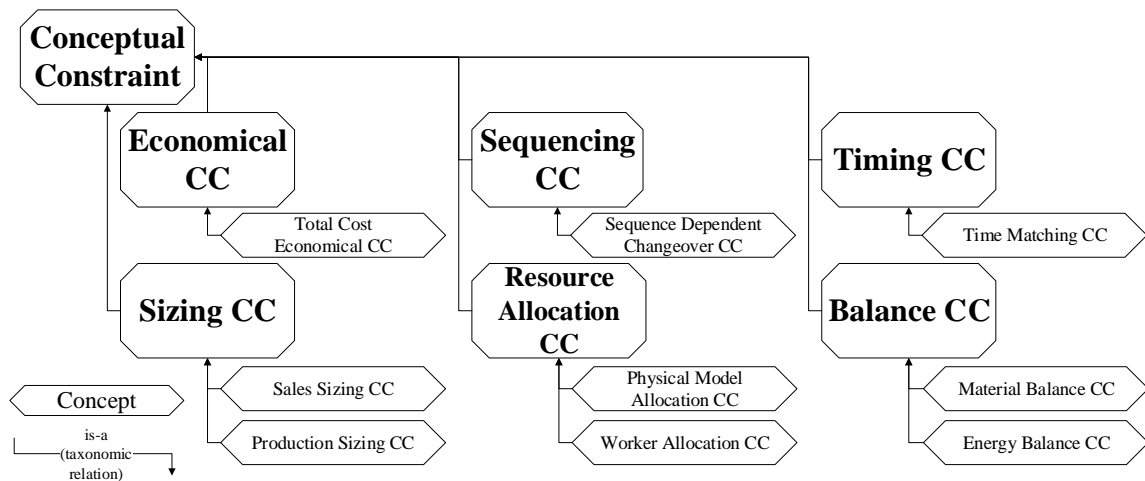 Conceptual
Constraint
Economical
CC
Sequencing
CC
Timing CC
Total Cost
Economical CC
Sequence Dependent
Changeover CC
Time Matching CC
Sizing CC
Resource
Allocation
CC
Balance CC
Sales Sizing CC
Physical Model
Allocation CC
Material Balance CC
Production Sizing CC
Worker Allocation CC
Energy Balance CC
Concept
is-a
(taxonomic
relation)